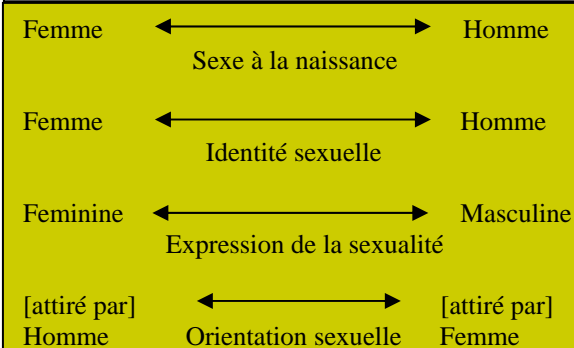 Femme Homme
Sexe à la naissance
Femme Homme
Identité sexuelle
Feminine Masculine
Expression de la sexualité
[attiré par] [attiré par]
Homme Orientation sexuelle Femme